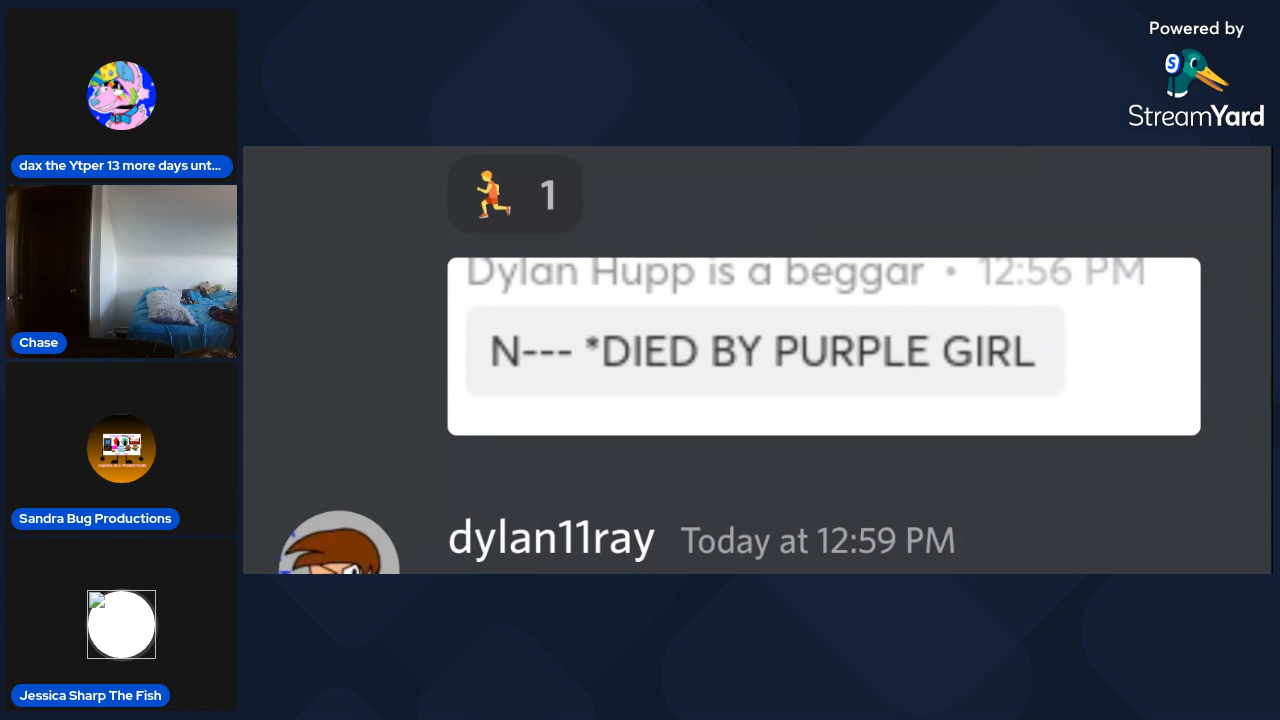 Powered by
S
StreamYard
dax the Ytper 13 more days unt...
Chase
Sandra Bug Productions
Jessica Sharp The Fish
1
Dylan Hupp is a beggar • 12:56 PM
N--- *DIED BY PURPLE GIRL
dylan11ray Today at 12:59 PM